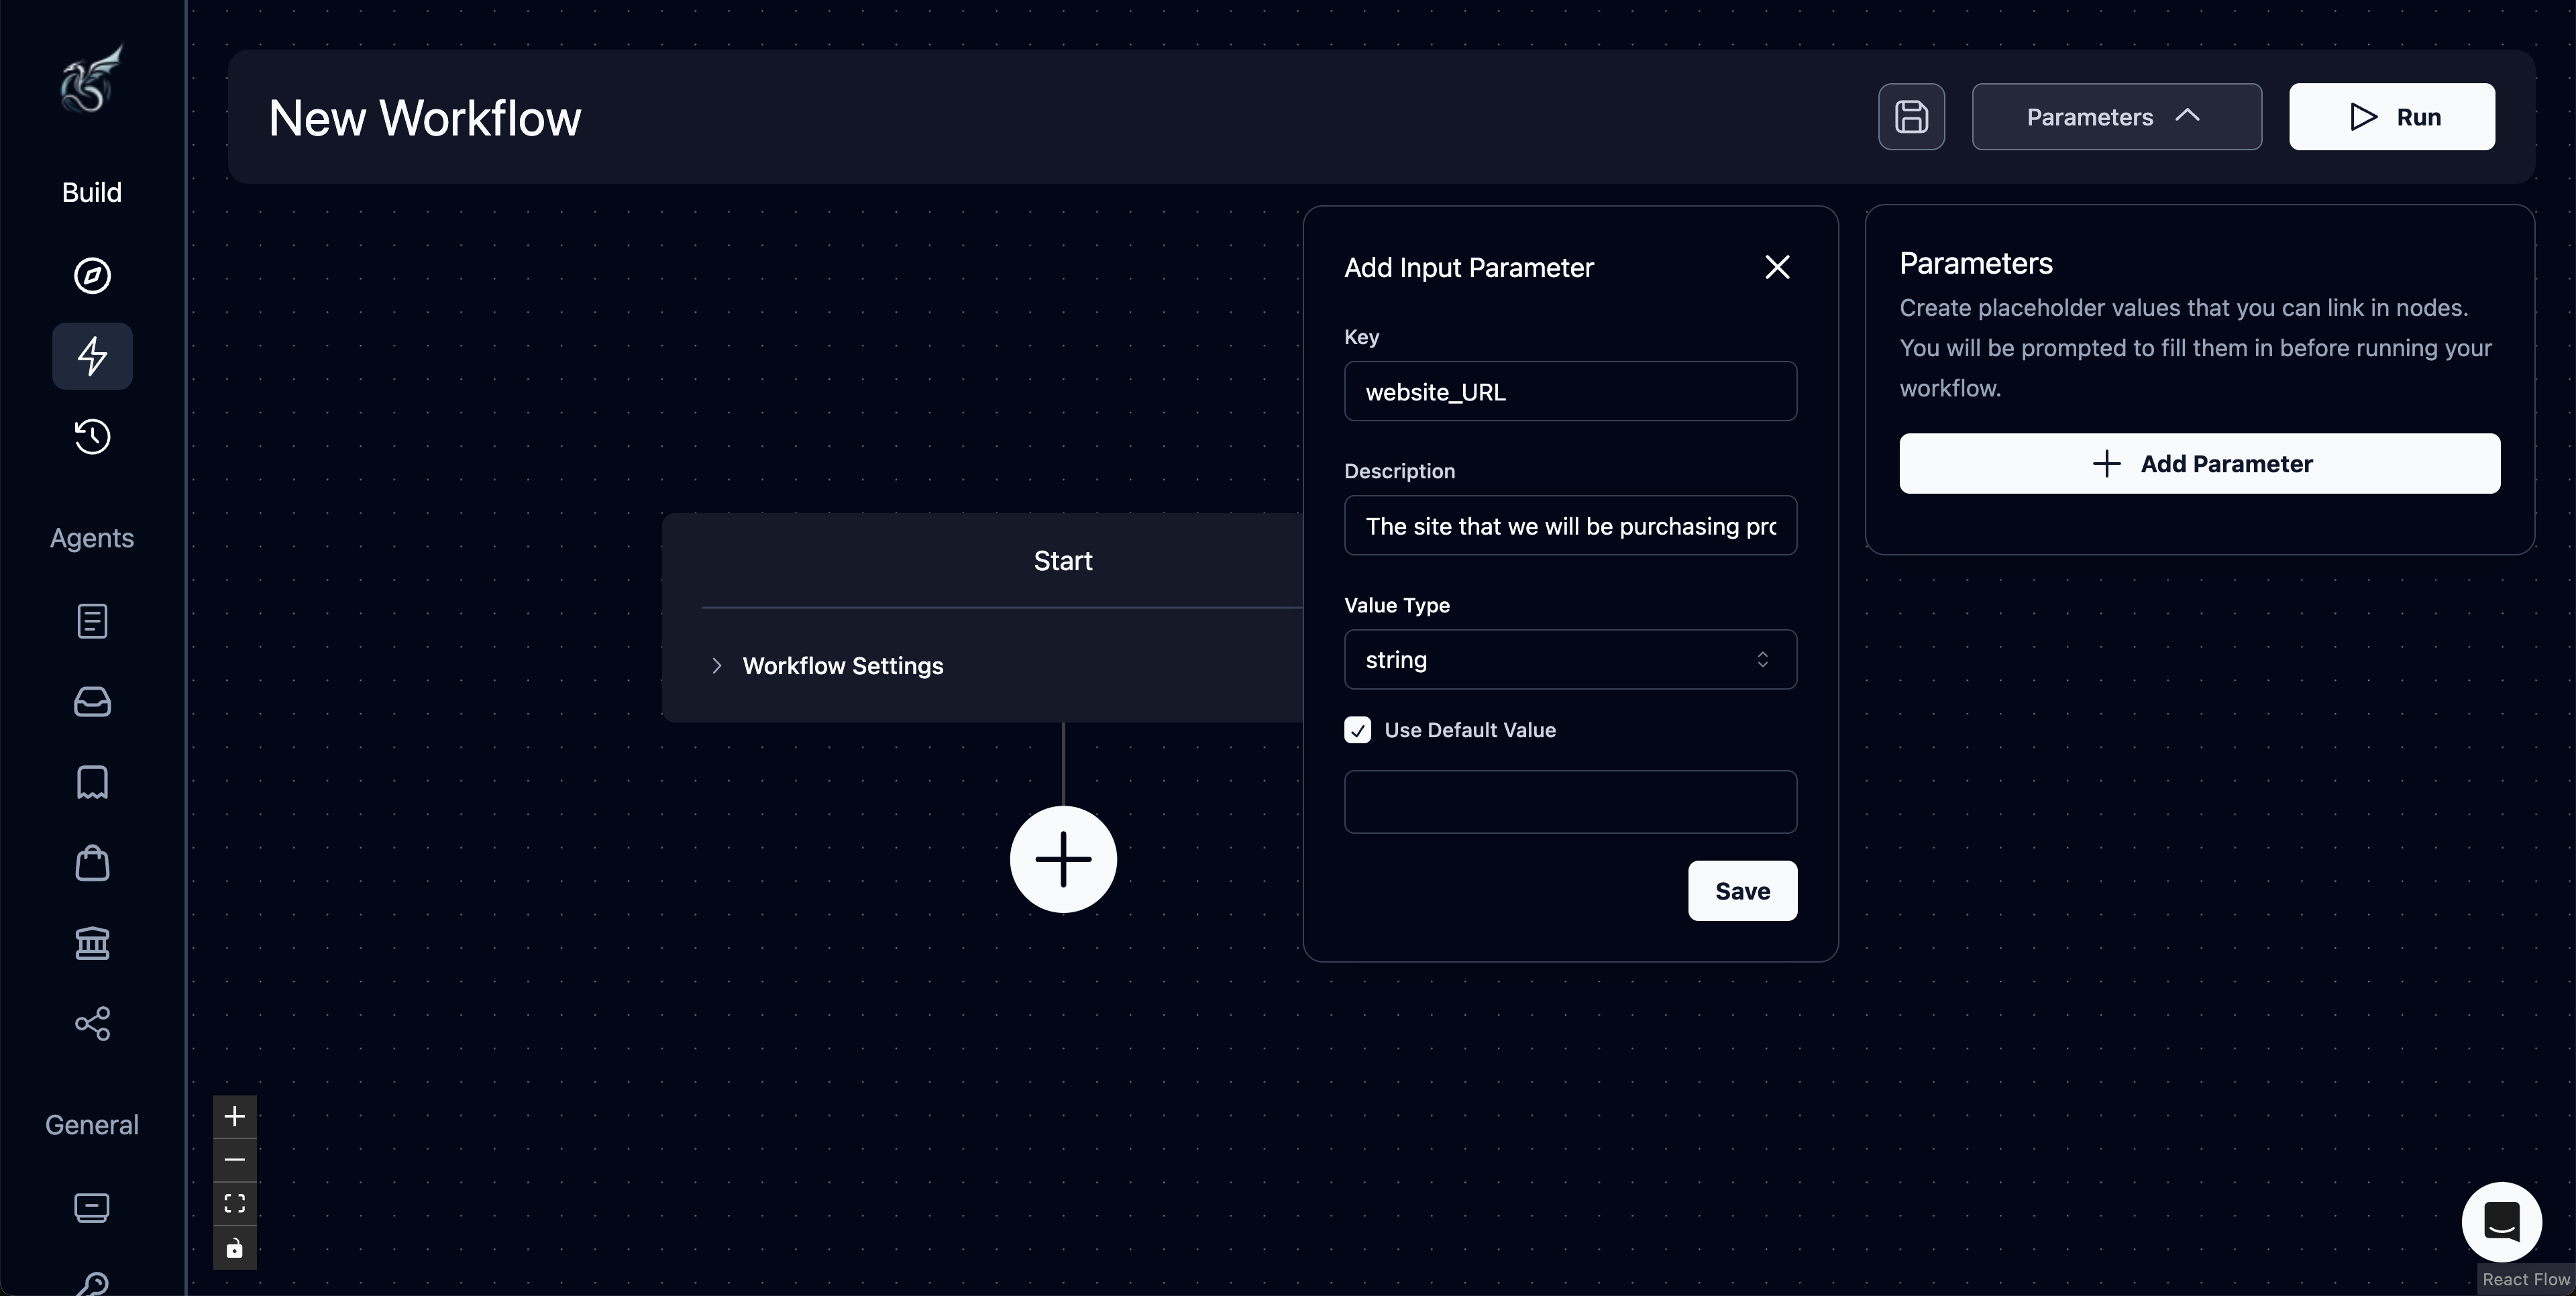 New Workflow
Parameters
Run
Build
Agents
General
Start
Workflow Settings
Add Input Parameter
Key
website_URL
Description
The site that we will be purchasing
Value Type
string
Use Default Value
Save
Parameters
Create placeholder values that you can link in nodes.
You will be prompted to fill them in before running your
workflow.
Add Parameter
React Flow